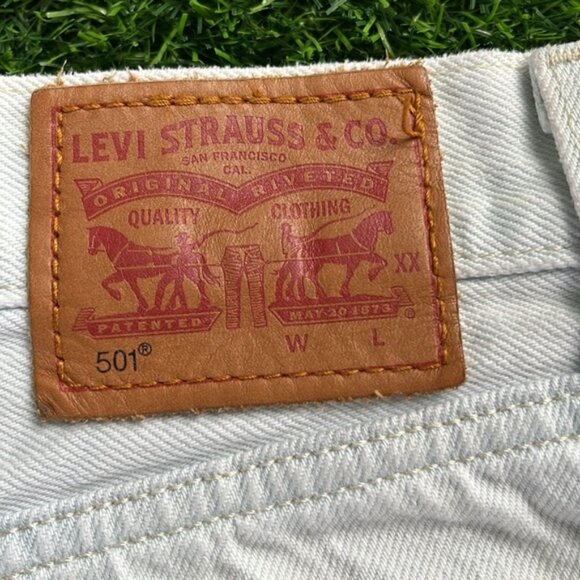 LEVI STRAUSS & CO.
SAN FRANCISCO
CAL.
ORIGINAL RIVETED
QUALITY CLOTHING
XX
PATENTED MAY 20 1873
®
501® W L